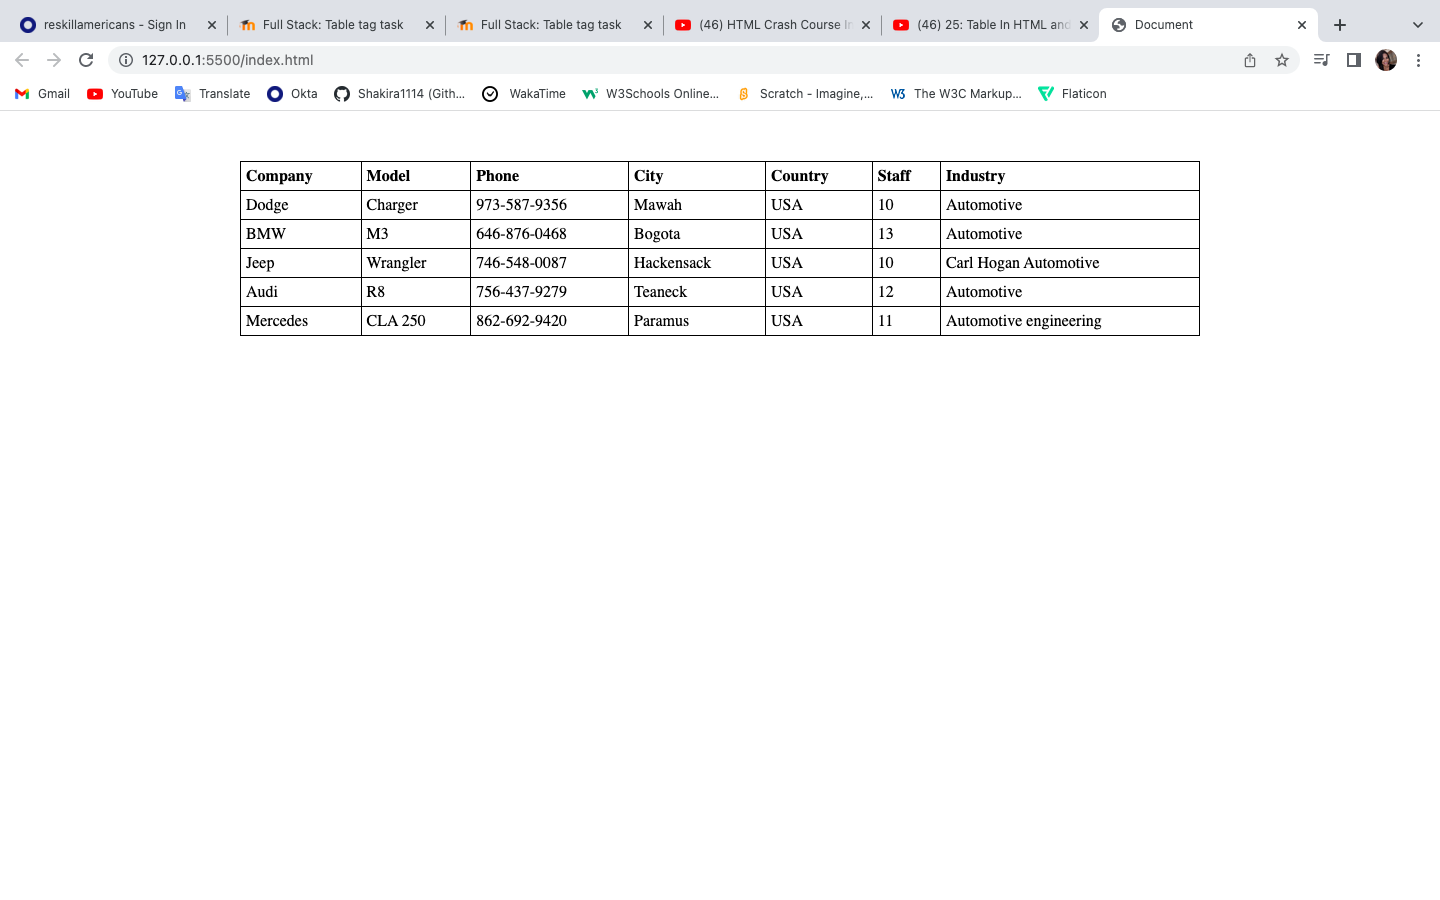 reskillamericans - Sign In
Full Stack: Table tag task
Full Stack: Table tag task
(46) HTML Crash Course In
(46) 25: Table In HTML and
Document
127.0.0.1:5500/index.html
Gmail
YouTube
Translate
Okta
Shakira1114 (Gith...
WakaTime
W3Schools Online...
Scratch - Imagine,...
The W3C Markup...
Flaticon
Company Model Phone City Country Staff Industry
Dodge Charger 973-587-9356 Mawah USA 10 Automotive
BMW M3 646-876-0468 Bogota USA 13 Automotive
Jeep Wrangler 746-548-0087 Hackensack USA 10 Carl Hogan Automotive
Audi R8 756-437-9279 Teaneck USA 12 Automotive
Mercedes CLA 250 862-692-9420 Paramus USA 11 Automotive engineering